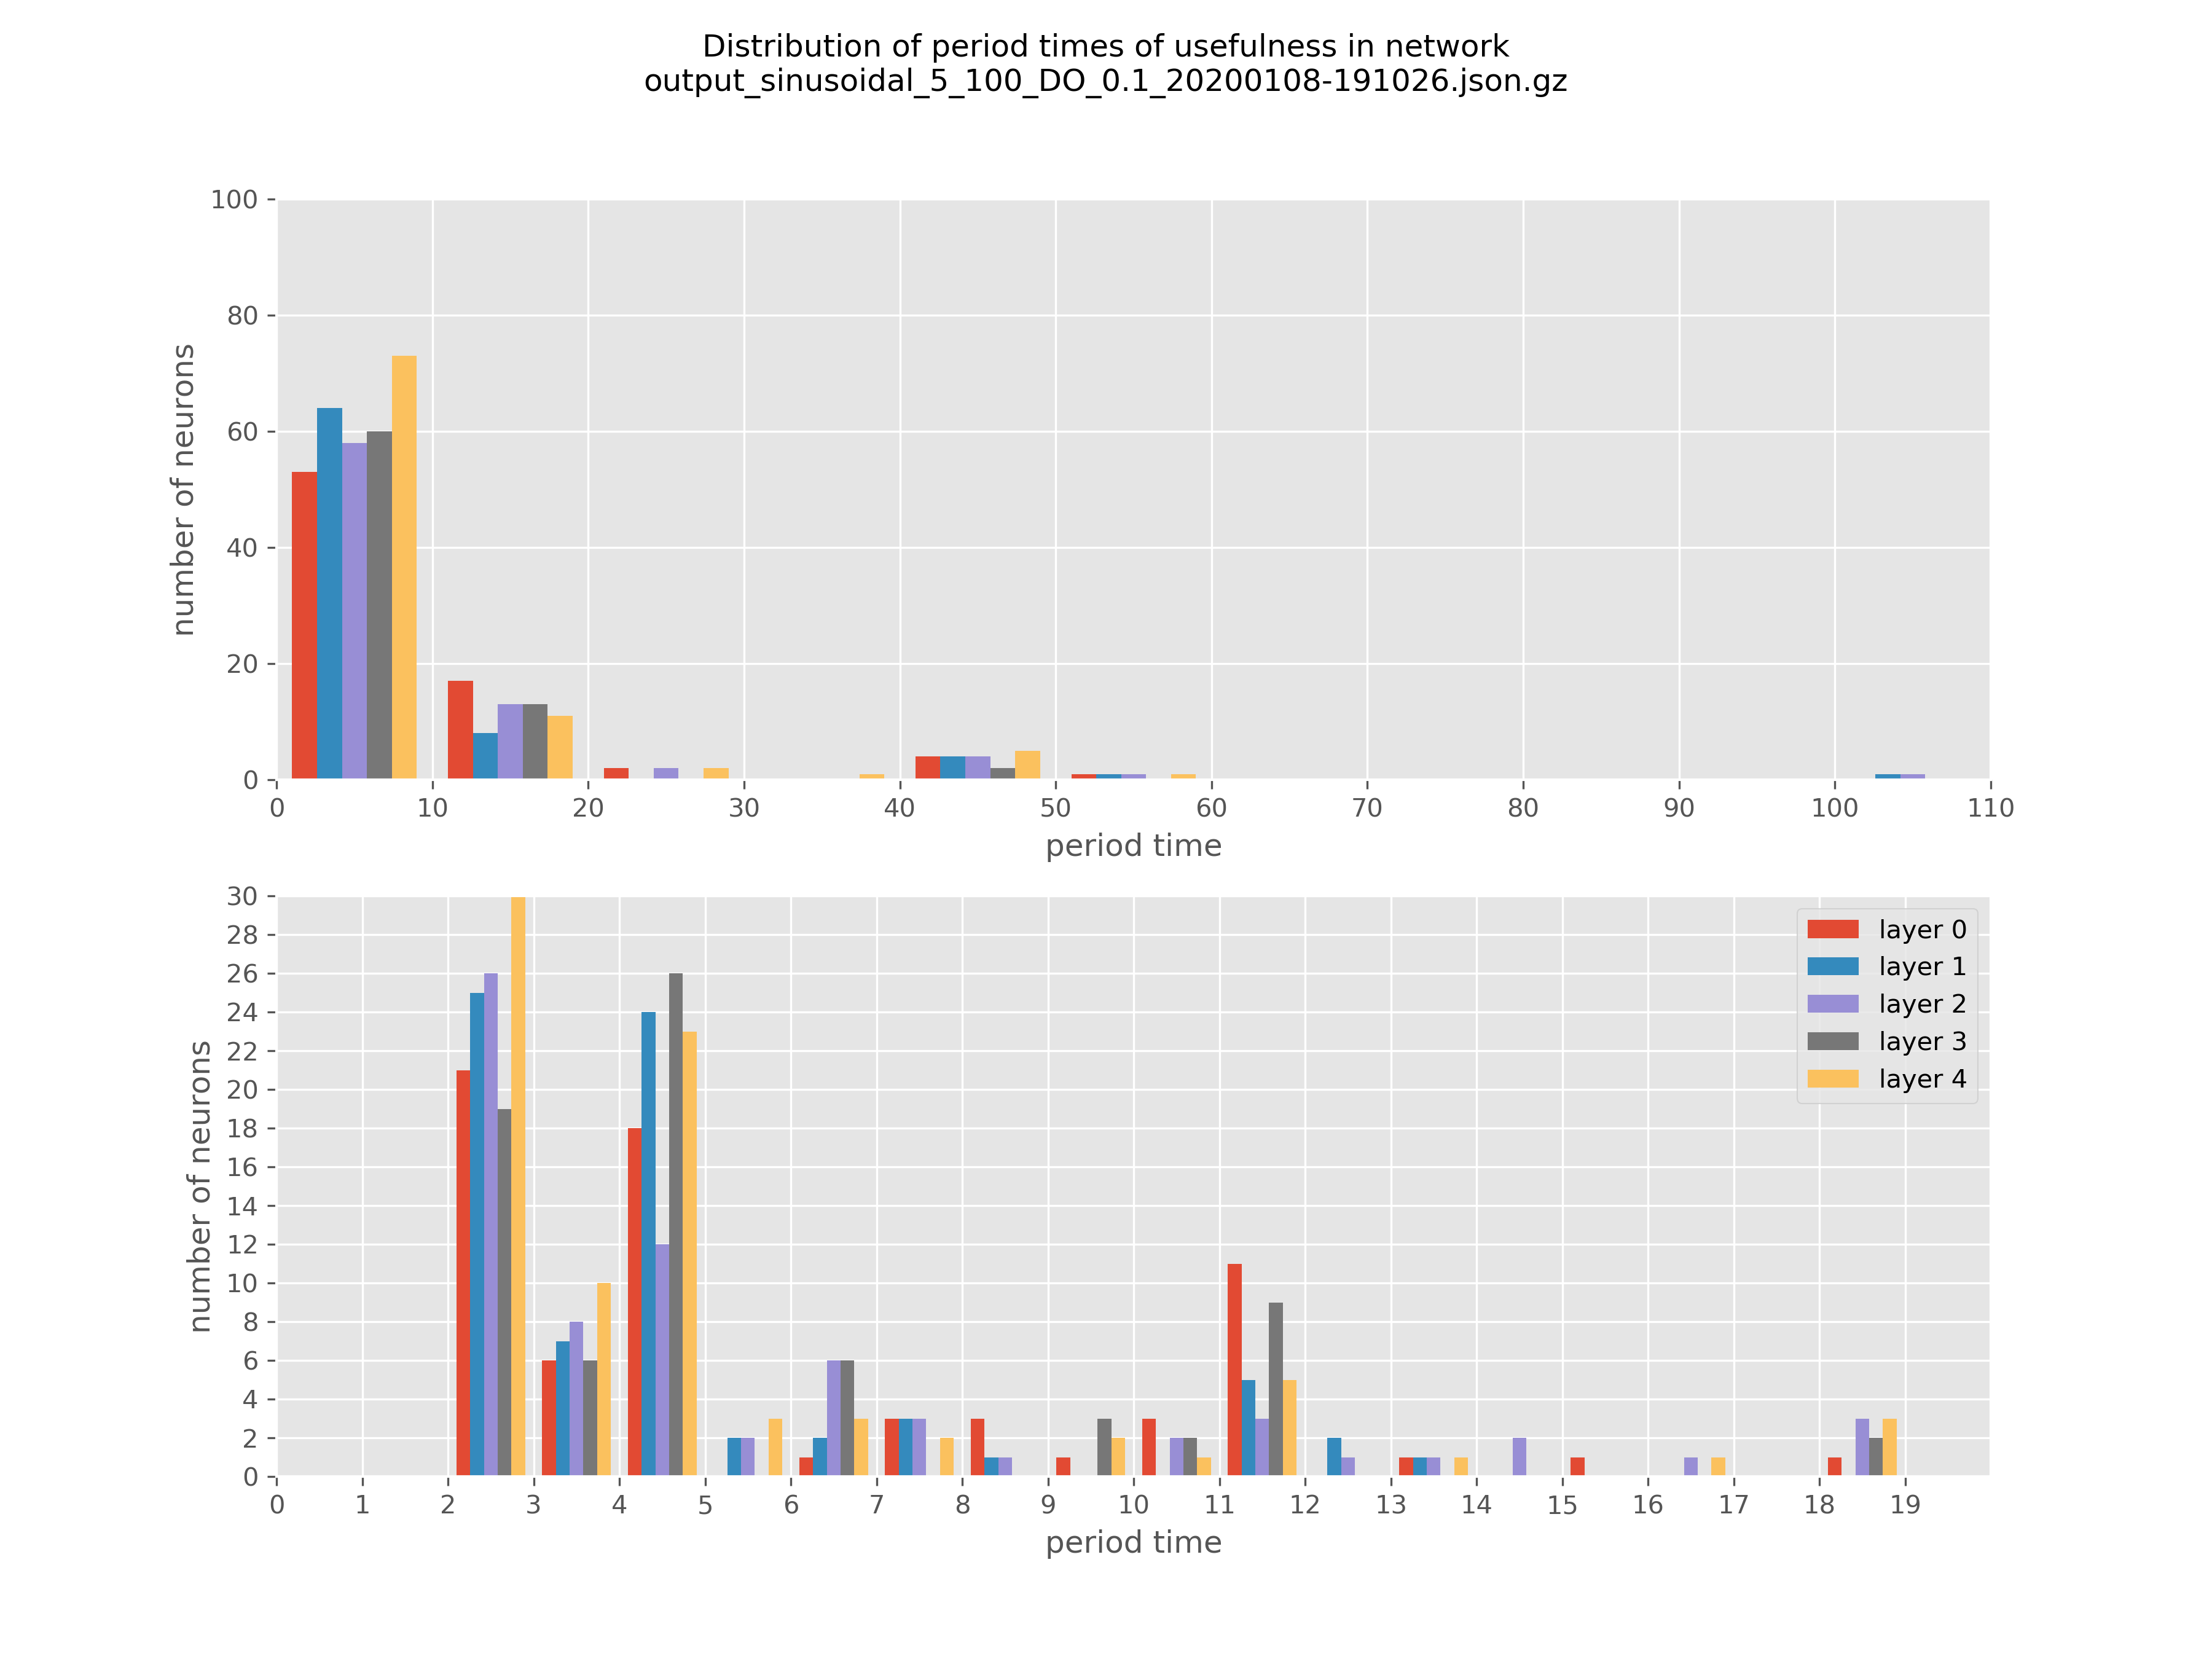 Distribution of period times of usefulness in network
output_sinusoidal_5_100_DO_0.1_20200108-191026.json.gz
100
80
60
40
20
0
number of neurons
0 10 20 30 40 50 60 70 80 90 100 110
period time
30
28
26
24
22
20
18
16
14
12
10
8
6
4
2
0
number of neurons
layer 0
layer 1
layer 2
layer 3
layer 4
0 1 2 3 4 5 6 7 8 9 10 11 12 13 14 15 16 17 18 19
period time